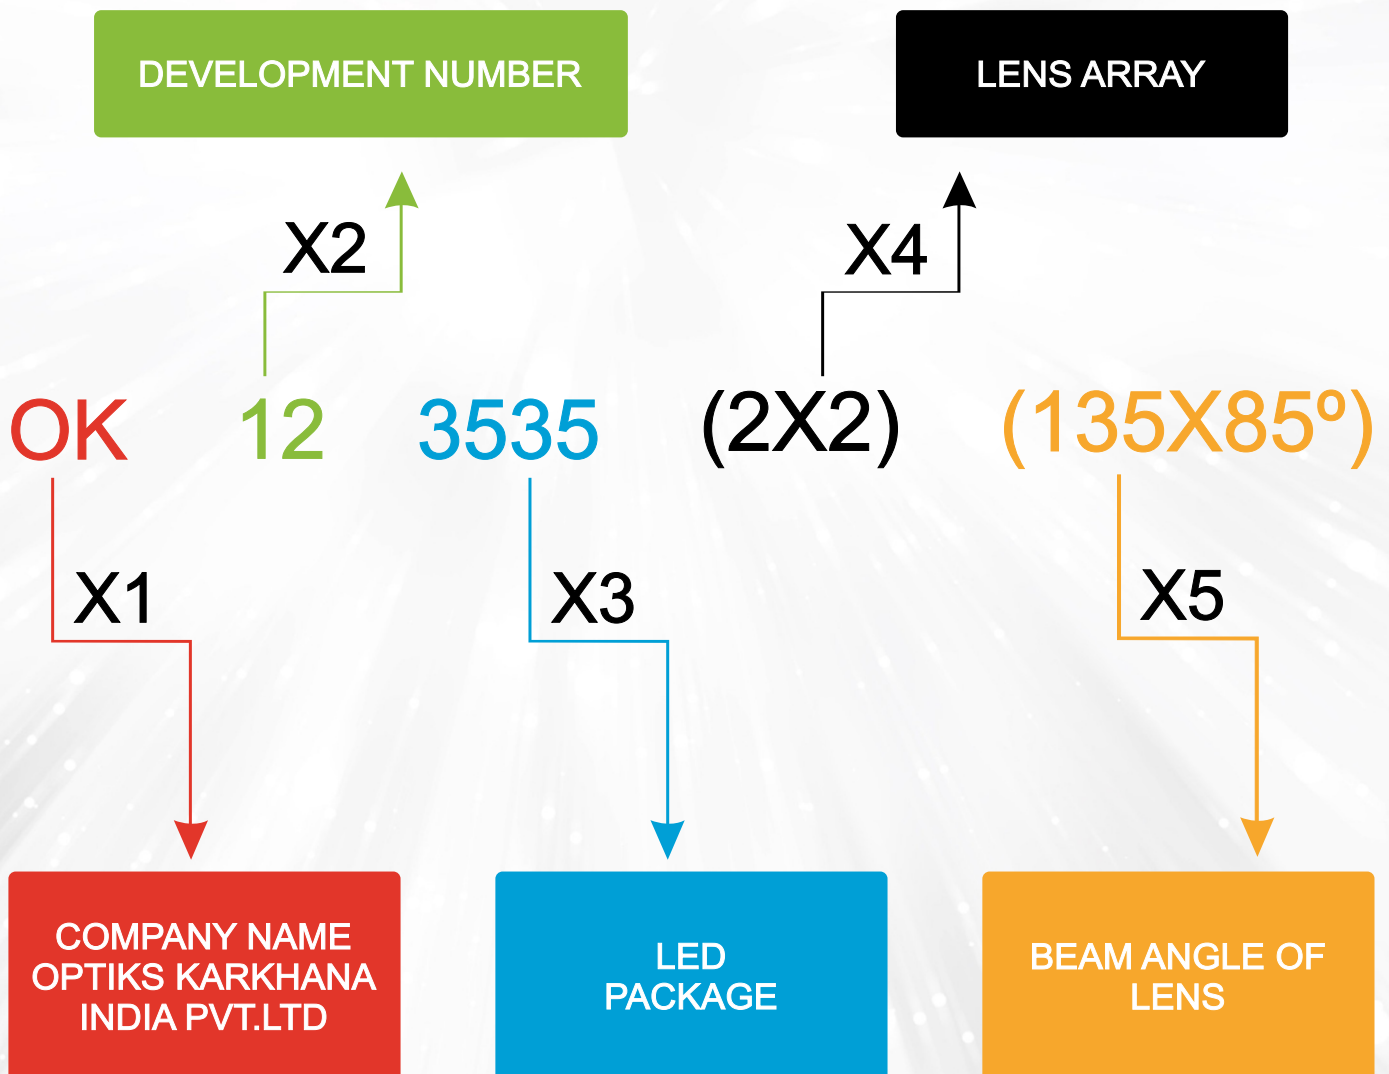 DEVELOPMENT NUMBER
LENS ARRAY
X2
X4
OK 12 3535 (2X2) (135X85º)
X1
X3
X5
COMPANY NAME
OPTIKS KARKHANA
INDIA PVT.LTD
LED
PACKAGE
BEAM ANGLE OF
LENS